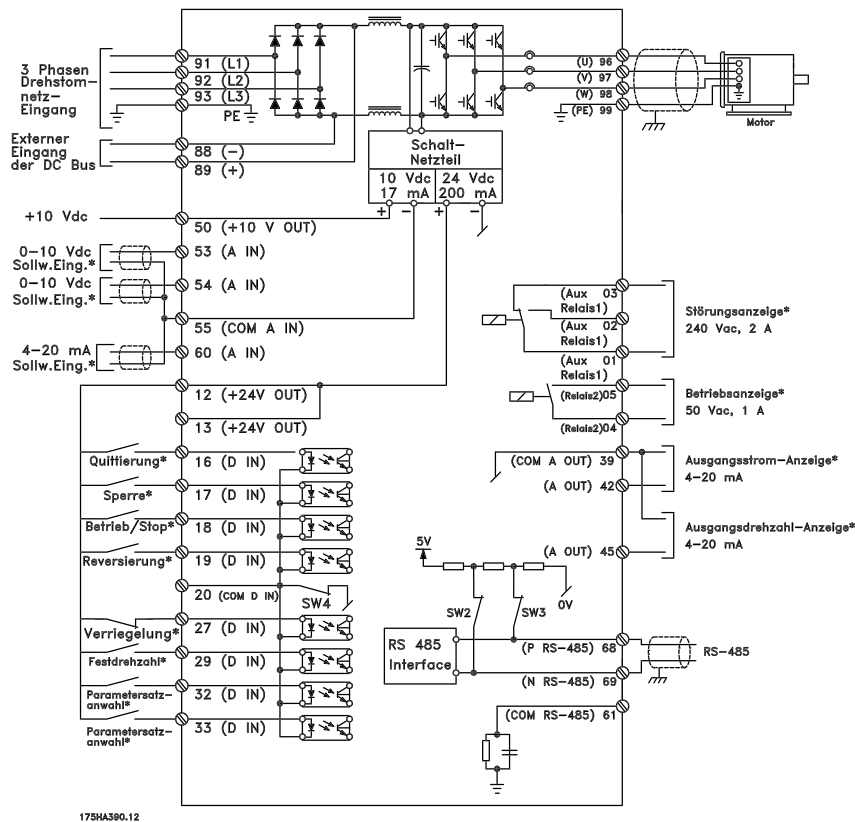 3 Phasen
Drehstom-
netz-
Eingang
91 (L1)
92 (L2)
93 (L3)
PE
Externer
Eingang
der DC Bus
88 (−)
89 (+)
(U) 96
(V) 97
(W) 98
(PE) 99
Motor
Schalt-
Netzteil
10 Vdc
17 mA
24 Vdc
200 mA
+ − + −
+10 Vdc
50 (+10 V OUT)
0−10 Vdc
Sollw.Eing.*
53 (A IN)
0−10 Vdc
Sollw.Eing.*
54 (A IN)
55 (COM A IN)
4−20 mA
Sollw.Eing.*
60 (A IN)
12 (+24V OUT)
13 (+24V OUT)
Quittierung*
16 (D IN)
Sperre*
17 (D IN)
Betrieb/Stop*
18 (D IN)
Reversierung*
19 (D IN)
20 (COM D IN)
SW4
Verriegelung*
27 (D IN)
Festdrehzahl*
29 (D IN)
Parametersatz-
anwahl*
32 (D IN)
Parametersatz-
anwahl*
33 (D IN)
(Aux 03
Relais1)
(Aux 02
Relais1)
(Aux 01
Relais1)
Störungsanzeige*
240 Vac, 2 A
(Relais2)05
(Relais2)04
Betriebsanzeige*
50 Vac, 1 A
(COM A OUT) 39
(A OUT) 42
Ausgangsstrom−Anzeige*
4−20 mA
Ausgangsdrehzahl−Anzeige*
4−20 mA
(A OUT) 45
5V
0V
SW2
SW3
RS 485
Interface
(P RS−485) 68
(N RS−485) 69
RS−485
(COM RS−485) 61
175HA390.12